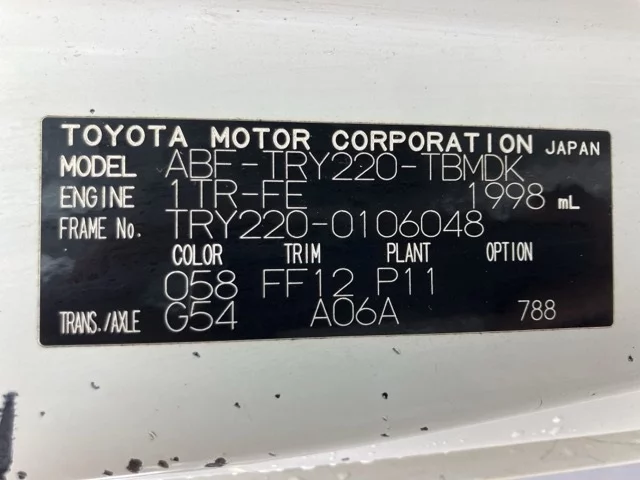 TOYOTA MOTOR CORPORATION JAPAN
MODEL ABF-TRY220-TBMDK
ENGINE 1TR-FE 1998 mL
FRAME No. TRY220-0106048
COLOR TRIM PLANT OPTION
058 FF12 P11
TRANS./AXLE G54 A06A 788